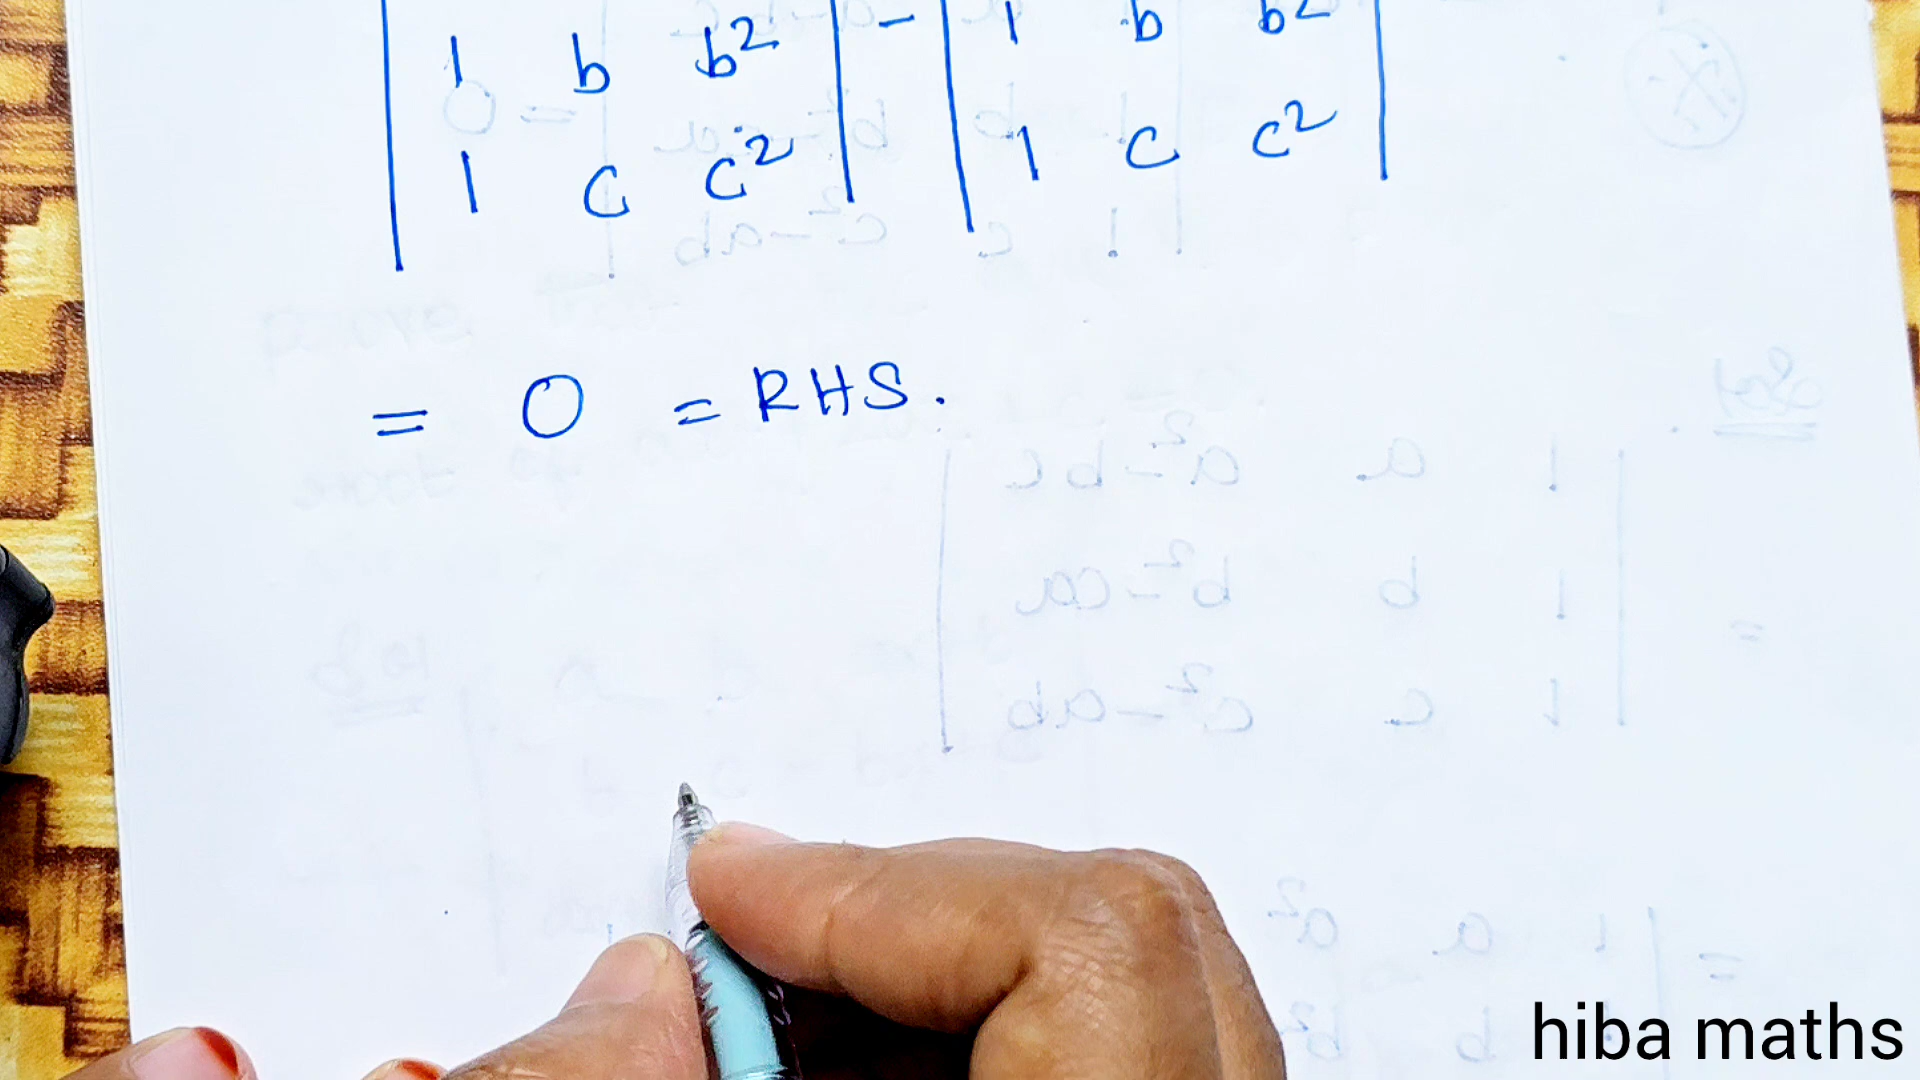 | 1 b b² | - | 1 b b² |
| 1 c c² | | 1 c c² |
= 0 = RHS.
hiba maths